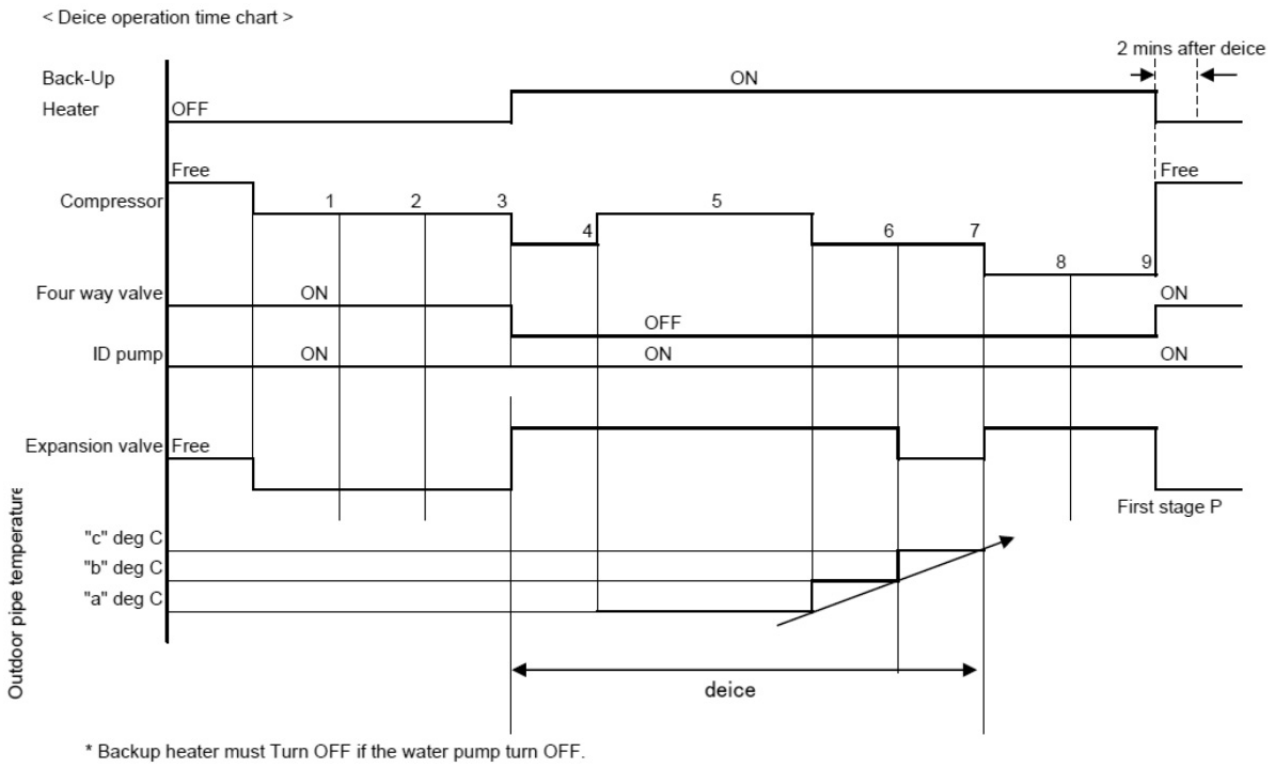 < Deice operation time chart >
2 mins after deice
Back-Up
Heater
ON
OFF
Free
Free
Compressor
1
2
3
4
5
6
7
8
9
Four way valve
ON
OFF
ON
ID pump
ON
ON
ON
Expansion valve
Free
First stage P
Outdoor pipe temperature
"c" deg C
"b" deg C
"a" deg C
deice
* Backup heater must Turn OFF if the water pump turn OFF.